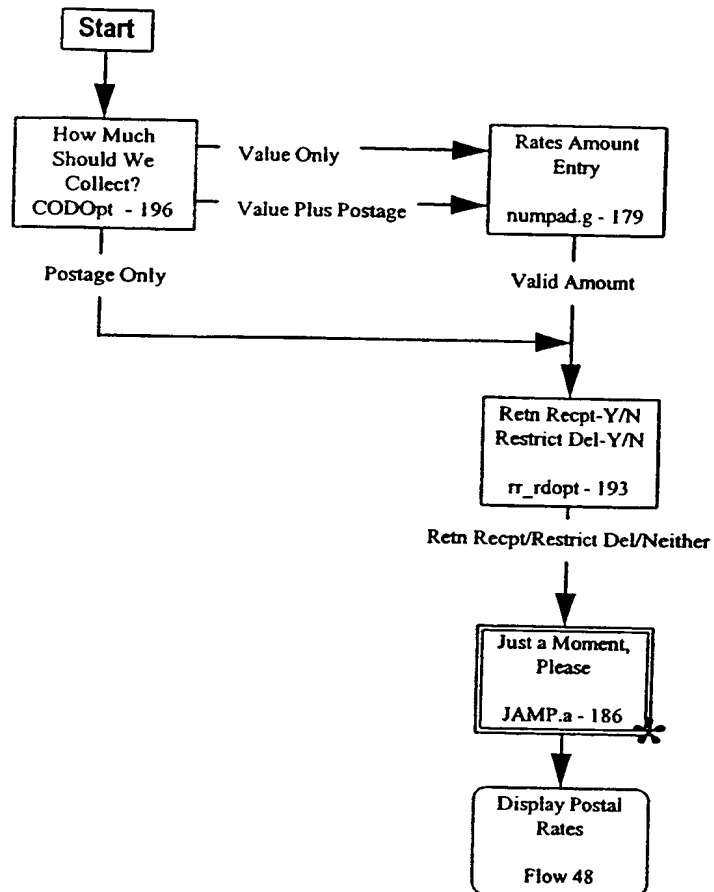 Start
How Much
Should We
Collect?
CODOpt - 196
Value Only
Value Plus Postage
Rates Amount
Entry
numpad.g - 179
Postage Only
Valid Amount
Retn Recpt-Y/N
Restrict Del-Y/N
rr_rdopt - 193
Retn Recpt/Restrict Del/Neither
Just a Moment,
Please
JAMP.a - 186
Display Postal
Rates
Flow 48